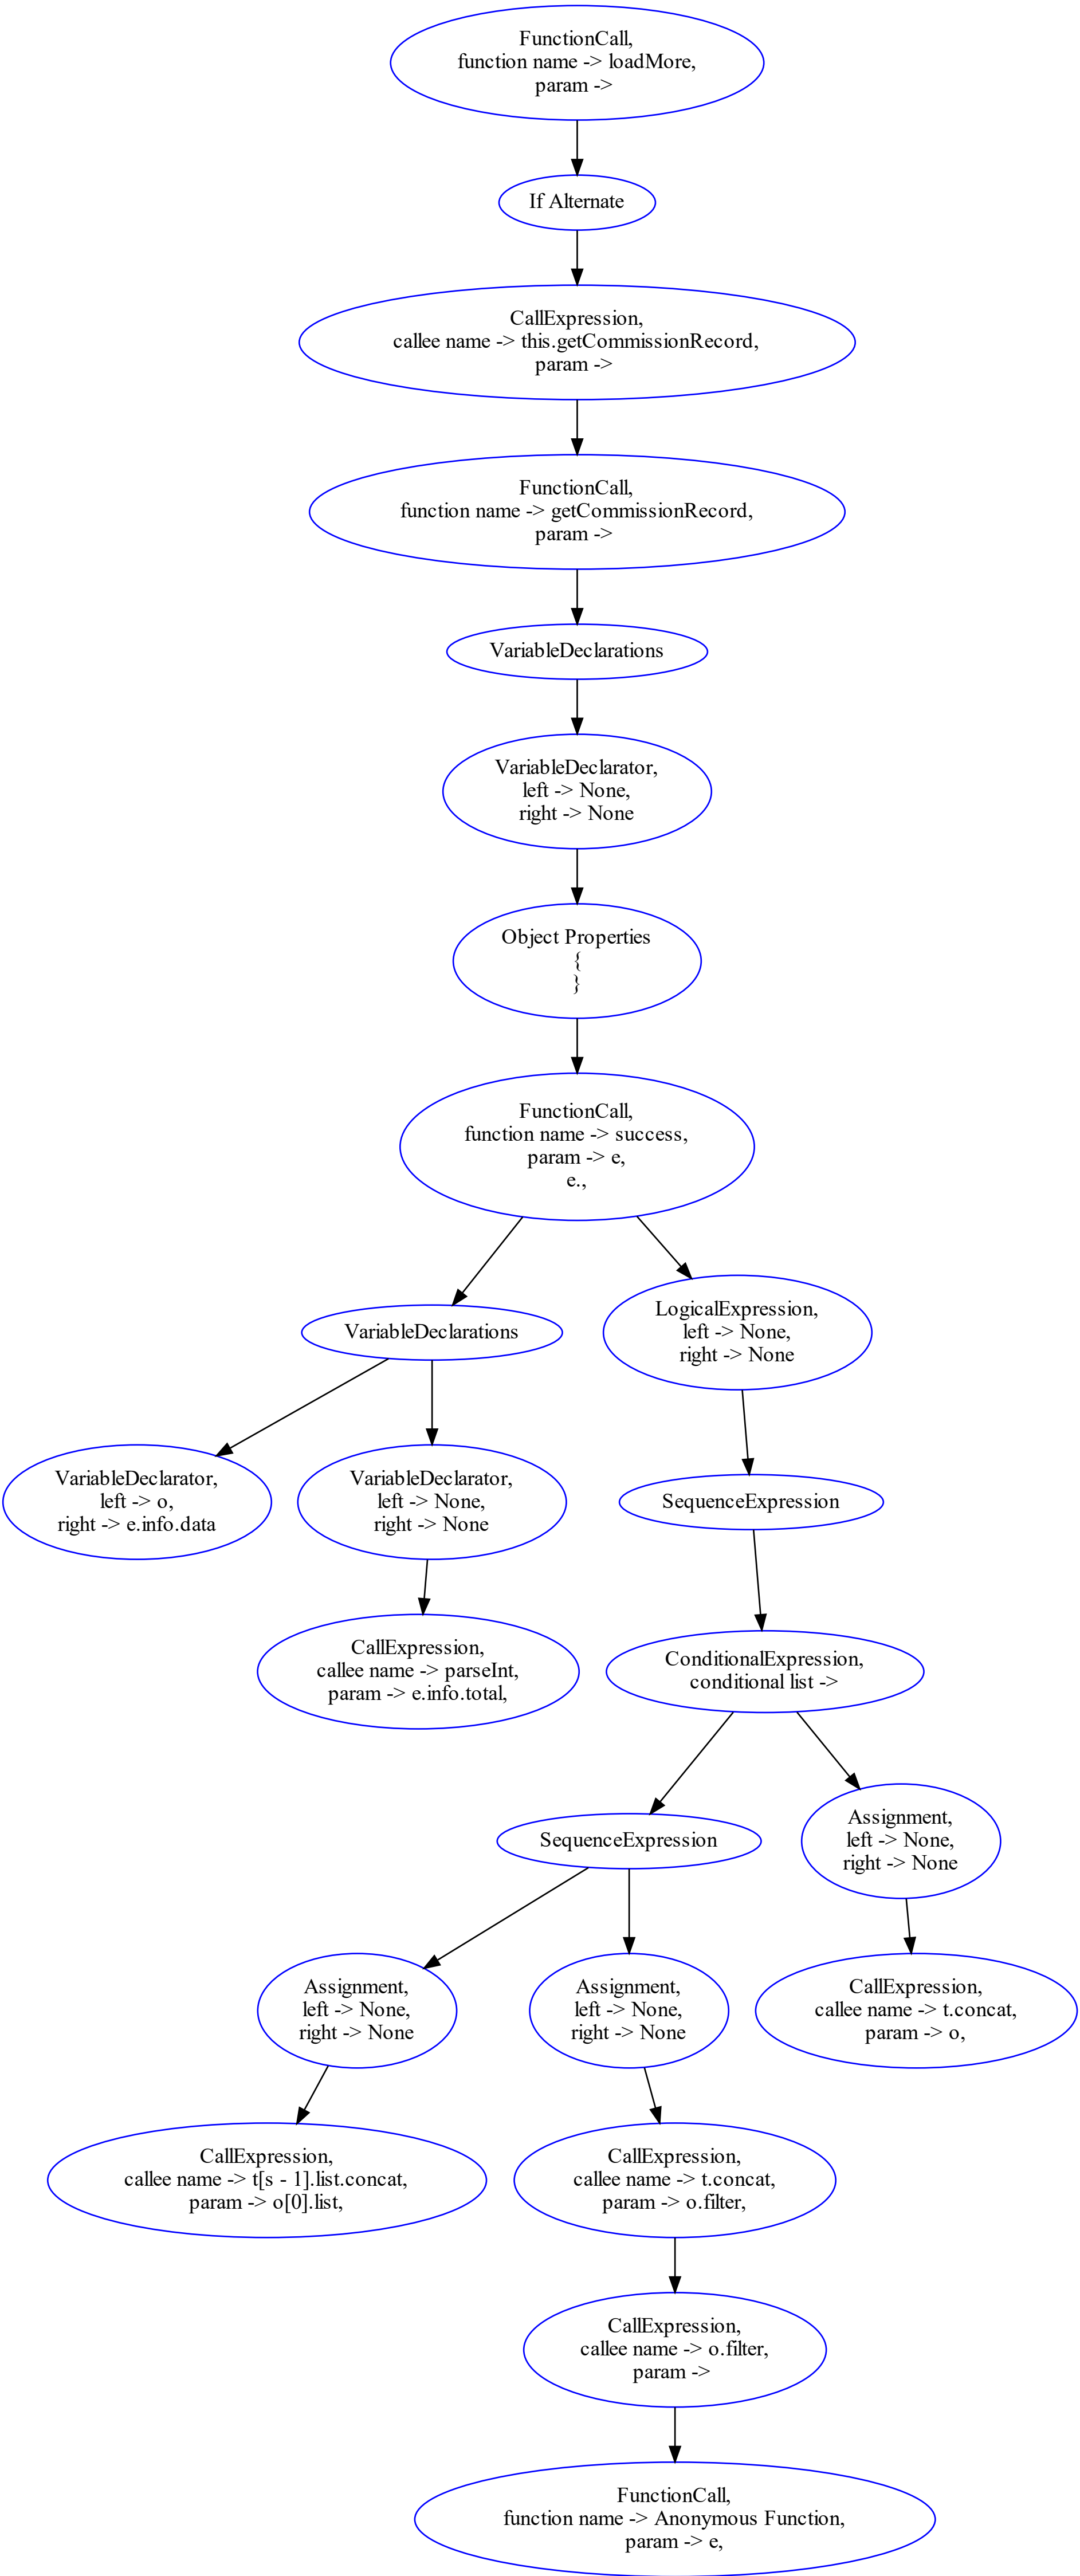 FunctionCall,
function name -> loadMore,
param ->
If Alternate
CallExpression,
callee name -> this.getCommissionRecord,
param ->
FunctionCall,
function name -> getCommissionRecord,
param ->
VariableDeclarations
VariableDeclarator,
left -> None,
right -> None
Object Properties
{
}
FunctionCall,
function name -> success,
param -> e,
e.,
VariableDeclarations
LogicalExpression,
left -> None,
right -> None
VariableDeclarator,
left -> o,
right -> e.info.data
VariableDeclarator,
left -> None,
right -> None
SequenceExpression
CallExpression,
callee name -> parseInt,
param -> e.info.total,
ConditionalExpression,
conditional list ->
SequenceExpression
Assignment,
left -> None,
right -> None
Assignment,
left -> None,
right -> None
Assignment,
left -> None,
right -> None
CallExpression,
callee name -> t.concat,
param -> o,
CallExpression,
callee name -> t[s - 1].list.concat,
param -> o[0].list,
CallExpression,
callee name -> t.concat,
param -> o.filter,
CallExpression,
callee name -> o.filter,
param ->
FunctionCall,
function name -> Anonymous Function,
param -> e,